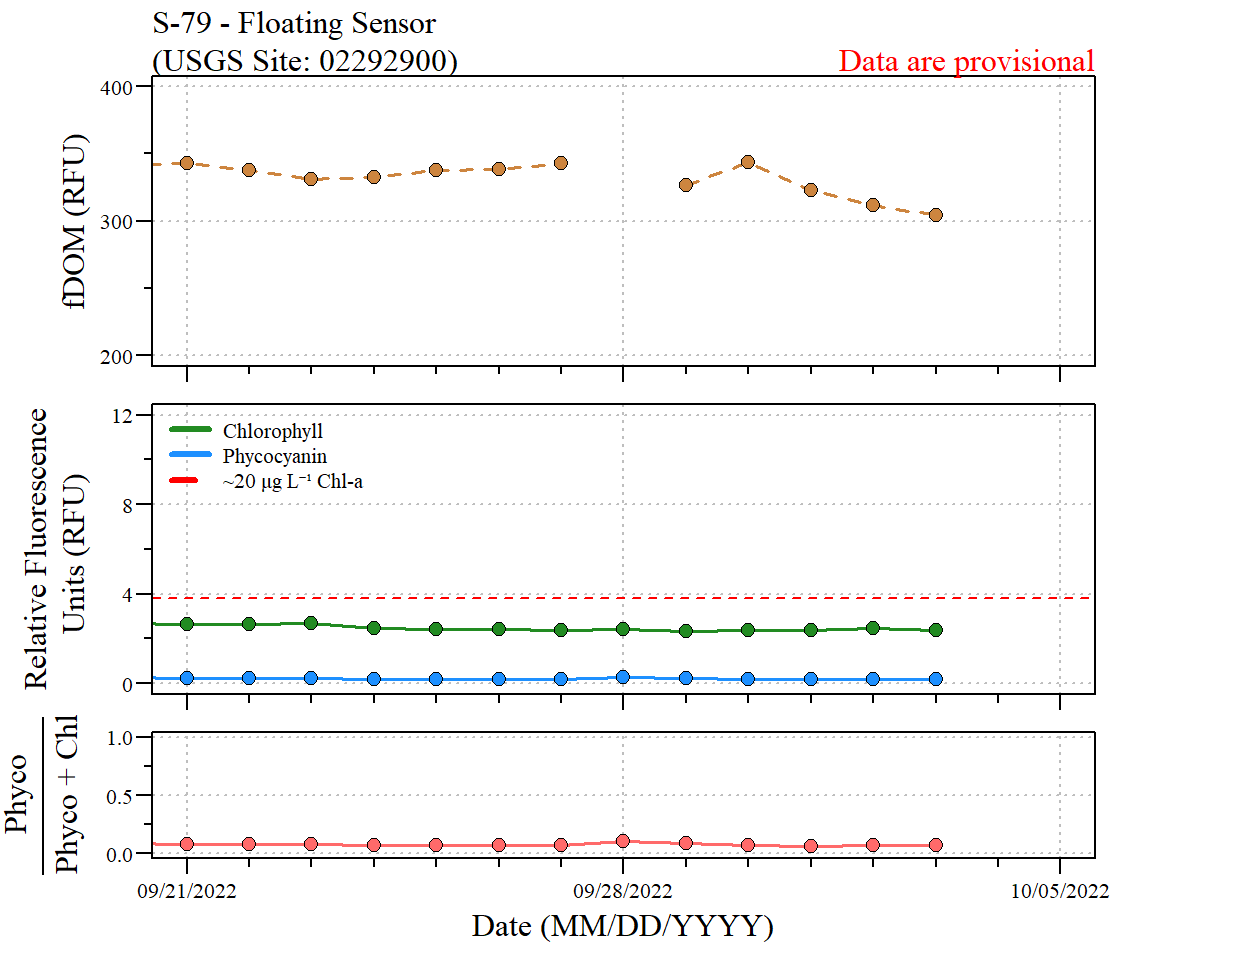 S-79 - Floating Sensor
(USGS Site: 02292900)
Data are provisional
400
300
200
fDOM (RFU)
12
8
4
0
Relative Fluorescence
Units (RFU)
Chlorophyll
Phycocyanin
~20 μg L⁻¹ Chl-a
1.0
0.5
0.0
Phyco
Phyco + Chl
09/21/2022
09/28/2022
10/05/2022
Date (MM/DD/YYYY)